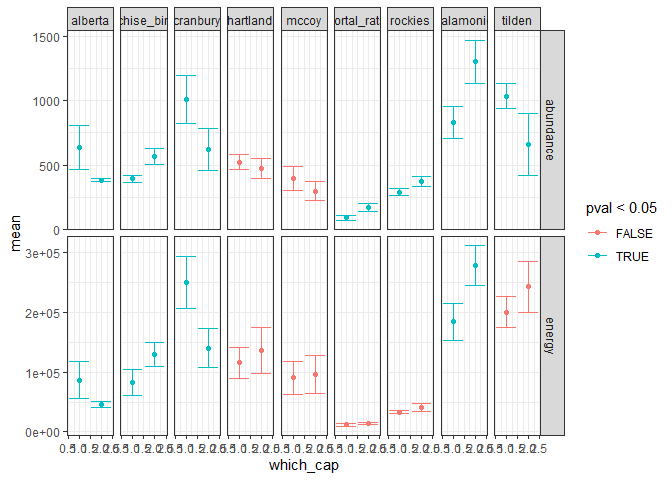 alberta chise_bir cranbury hartland mccoy ortal_rat rockies alamoni tilden
1500
1000
500
0
abundance
3e+05
2e+05
1e+05
0e+00
energy
mean
which_cap
pval < 0.05
FALSE
TRUE